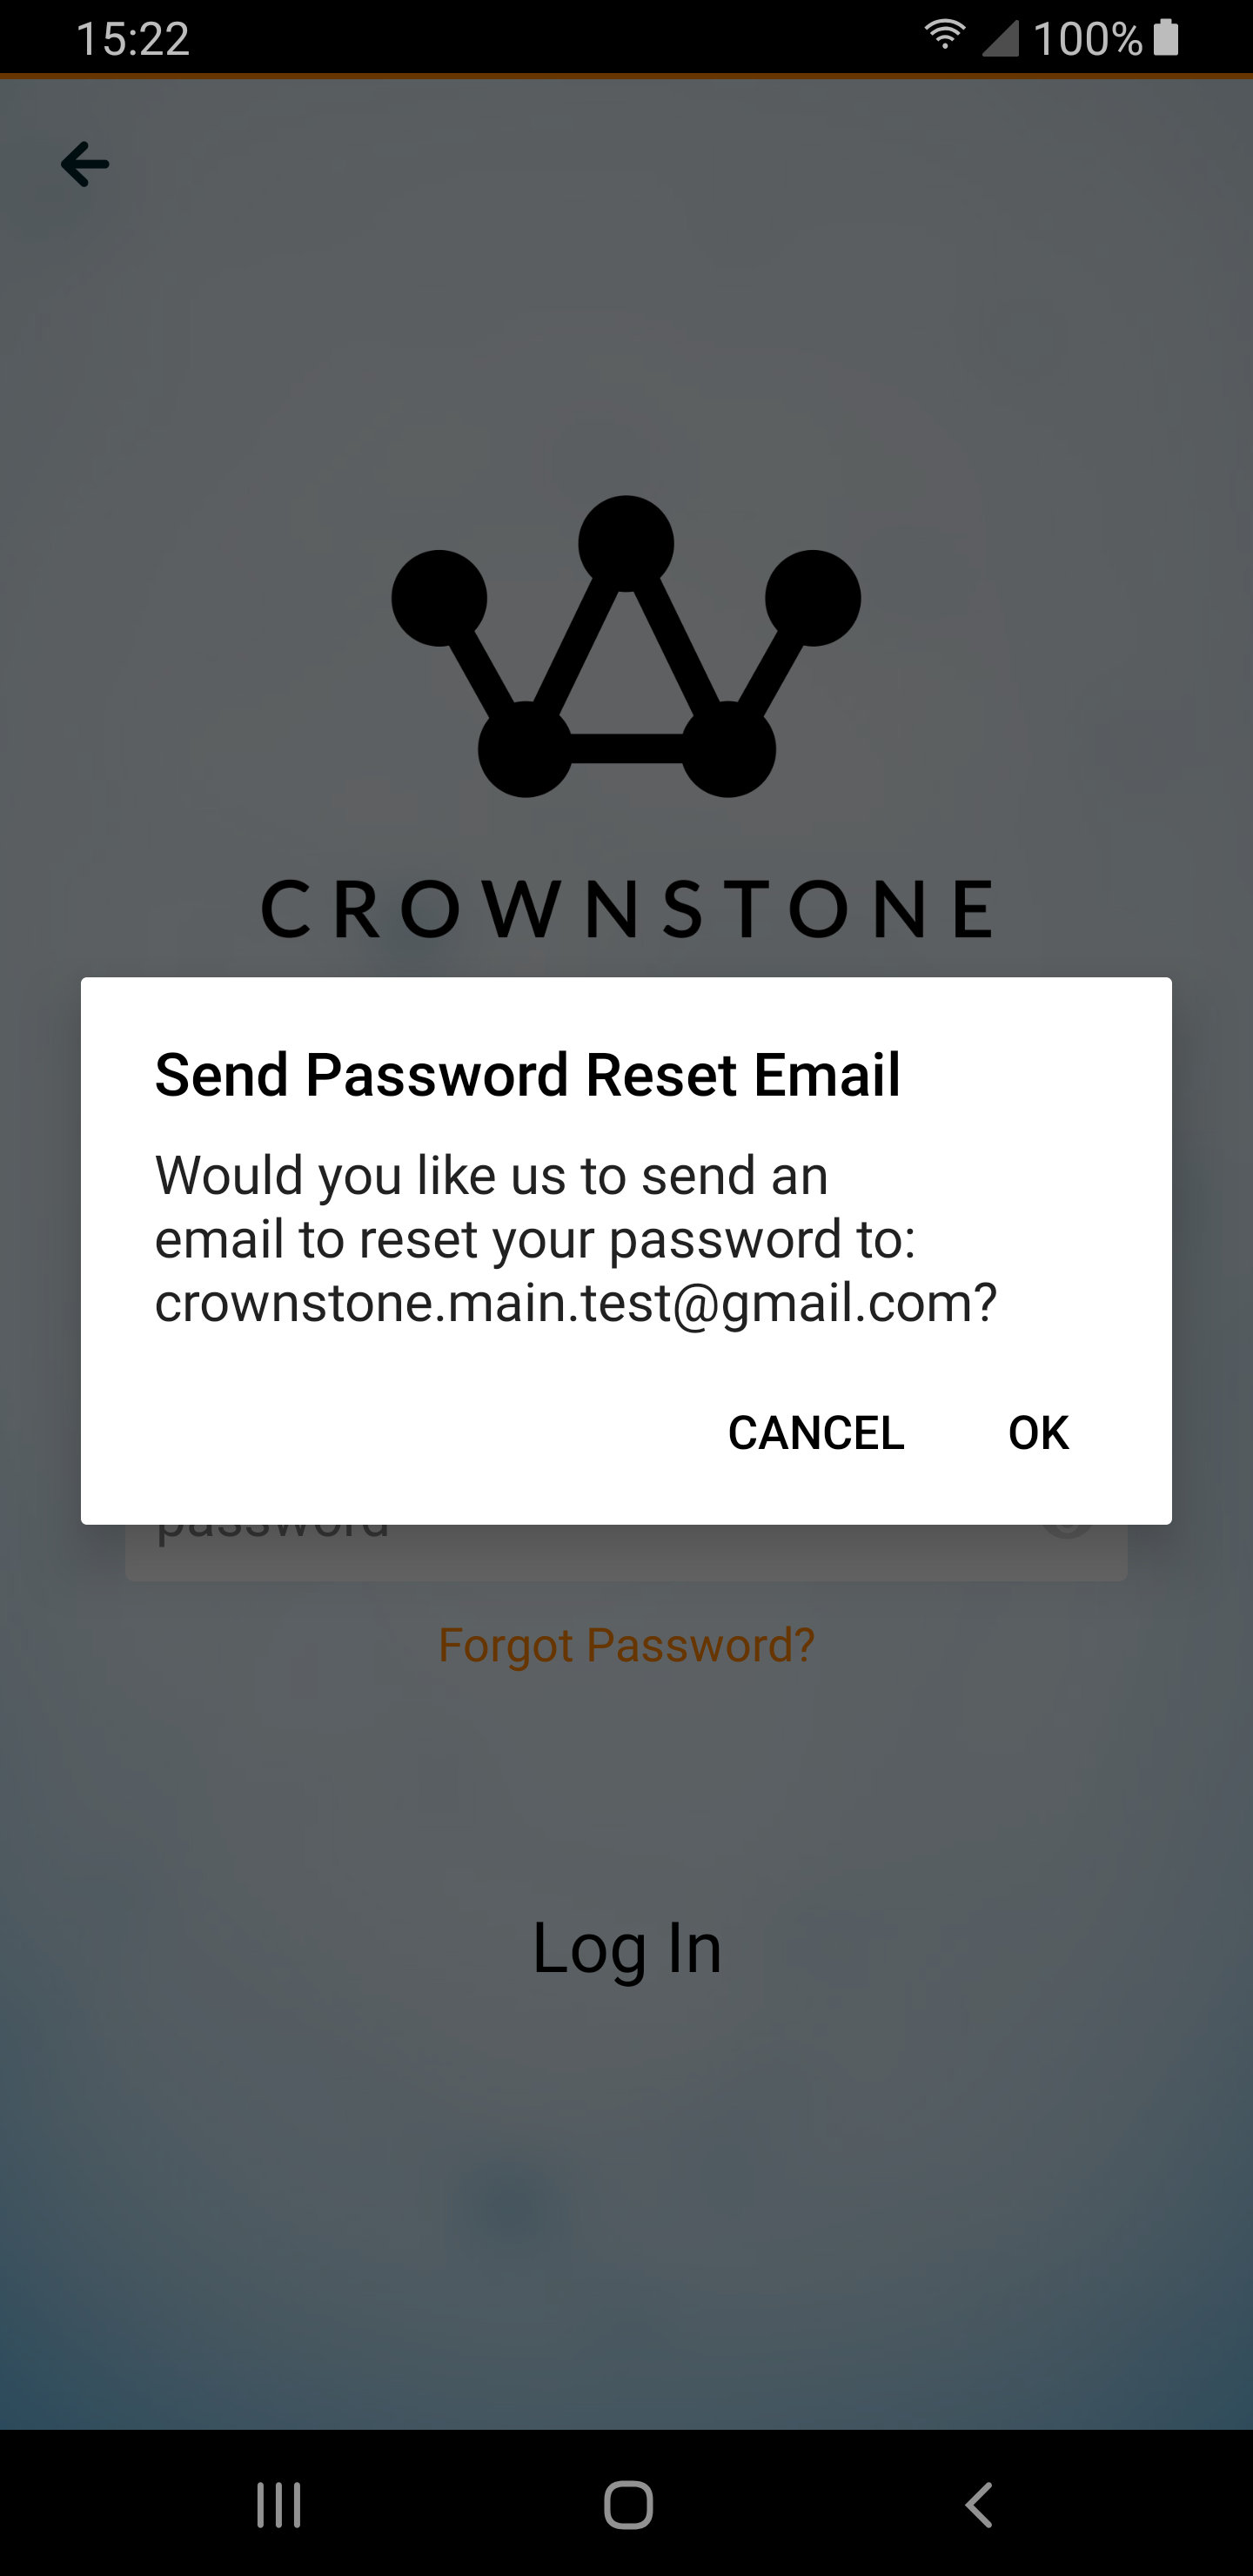 15:22
100%
CROWNSTONE
Send Password Reset Email
Would you like us to send an
email to reset your password to:
crownstone.main.test@gmail.com?
CANCEL OK
password
Forgot Password?
Log In